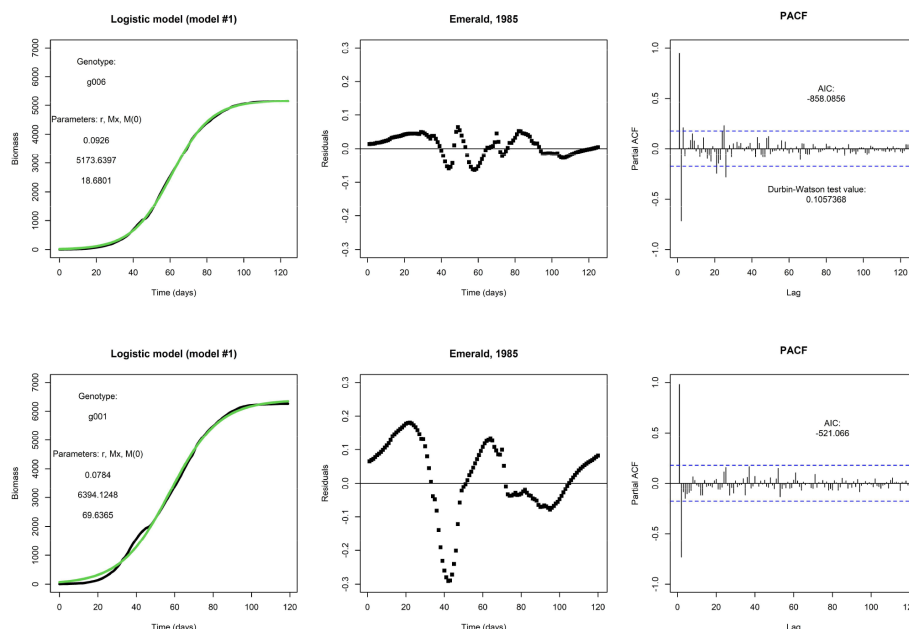 Logistic model (model #1)
Emerald, 1985
PACF
Biomass
0 1000 2000 3000 4000 5000 6000 7000
Genotype:
g006
Parameters: r, Mx, M(0)
0.0926
5173.6397
18.6801
0 20 40 60 80 100 120
Time (days)
Residuals
-0.3 -0.2 -0.1 0.0 0.1 0.2 0.3
0 20 40 60 80 100 120
Time (days)
Partial ACF
-1.0 -0.5 0.0 0.5 1.0
AIC:
-858.0856
Durbin-Watson test value:
0.1057368
0 20 40 60 80 100 120
Lag
Logistic model (model #1)
Emerald, 1985
PACF
Biomass
0 1000 2000 3000 4000 5000 6000 7000
Genotype:
g001
Parameters: r, Mx, M(0)
0.0784
6394.1248
69.6365
0 20 40 60 80 100 120
Time (days)
Residuals
-0.3 -0.2 -0.1 0.0 0.1 0.2 0.3
0 20 40 60 80 100 120
Time (days)
Partial ACF
-1.0 -0.5 0.0 0.5 1.0
AIC:
-521.066
0 20 40 60 80 100 120
Lag